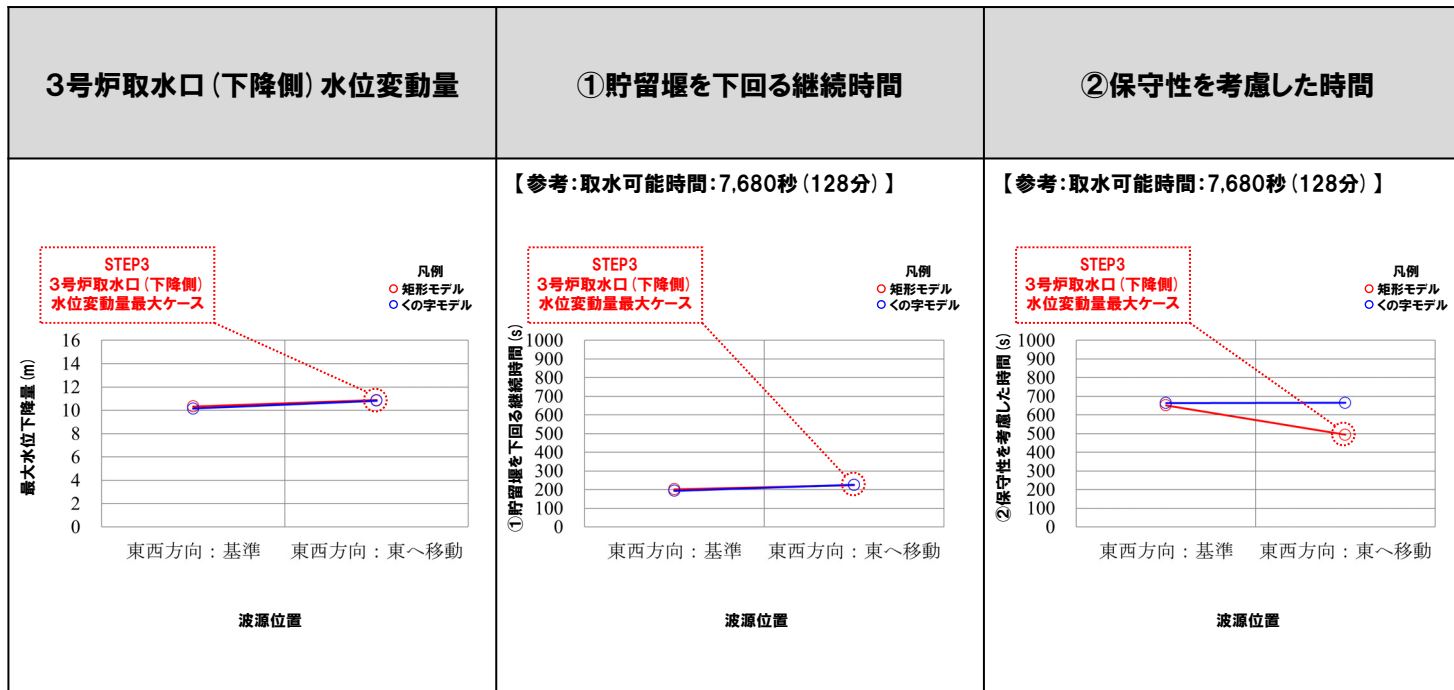 3号炉取水口(下降側)水位変動量
①貯留堰を下回る継続時間
②保守性を考慮した時間
STEP3
3号炉取水口(下降側)
水位変動量最大ケース
凡例
矩形モデル
くの字モデル
最大水位下降量(m)
16
14
12
10
8
6
4
2
0
東西方向:基準
東西方向:東へ移動
波源位置
【参考:取水可能時間:7,680秒(128分)】
STEP3
3号炉取水口(下降側)
水位変動量最大ケース
凡例
矩形モデル
くの字モデル
①貯留堰を下回る継続時間(s)
1000
900
800
700
600
500
400
300
200
100
0
東西方向:基準
東西方向:東へ移動
波源位置
【参考:取水可能時間:7,680秒(128分)】
STEP3
3号炉取水口(下降側)
水位変動量最大ケース
凡例
矩形モデル
くの字モデル
②保守性を考慮した時間(s)
1000
900
800
700
600
500
400
300
200
100
0
東西方向:基準
東西方向:東へ移動
波源位置